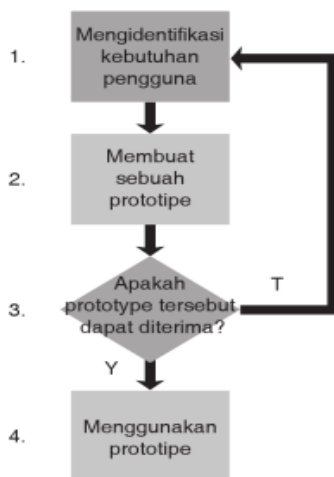 1.
Mengidentifikasi
kebutuhan
pengguna
2.
Membuat
sebuah
prototipe
3.
Apakah
prototype tersebut
dapat diterima?
T
Y
4.
Menggunakan
prototipe